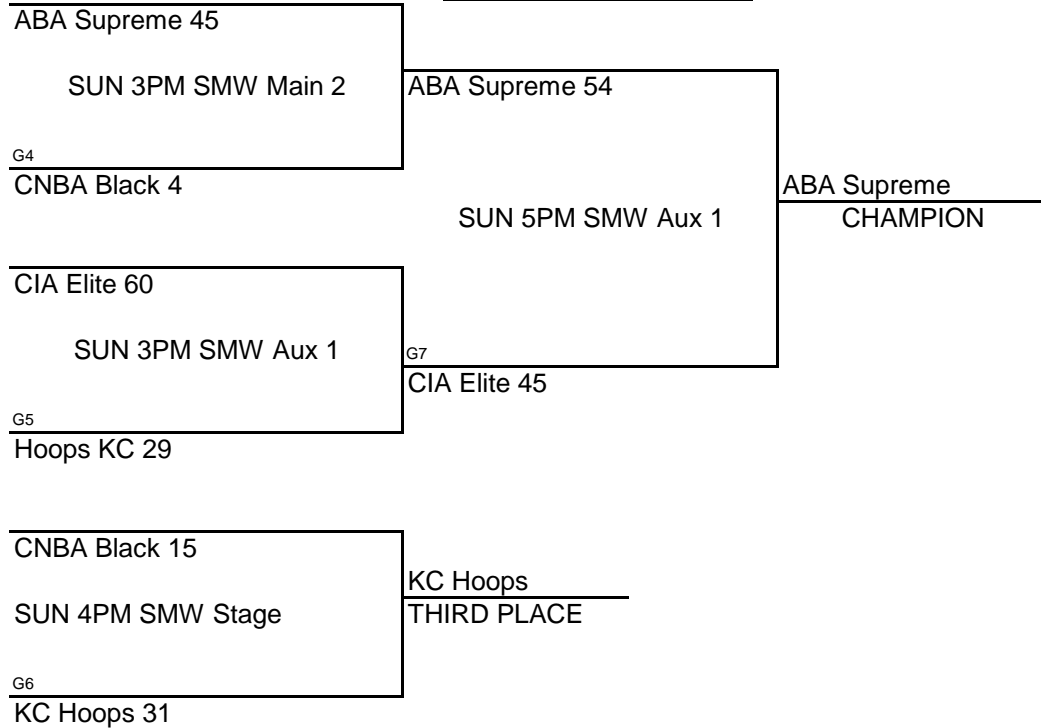 ABA Supreme 45
SUN 3PM SMW Main 2
G4
CNBA Black 4
ABA Supreme 54
SUN 5PM SMW Aux 1
G7
CIA Elite 45
ABA Supreme
CHAMPION
CIA Elite 60
SUN 3PM SMW Aux 1
G5
Hoops KC 29
CNBA Black 15
SUN 4PM SMW Stage
G6
KC Hoops 31
KC Hoops
THIRD PLACE